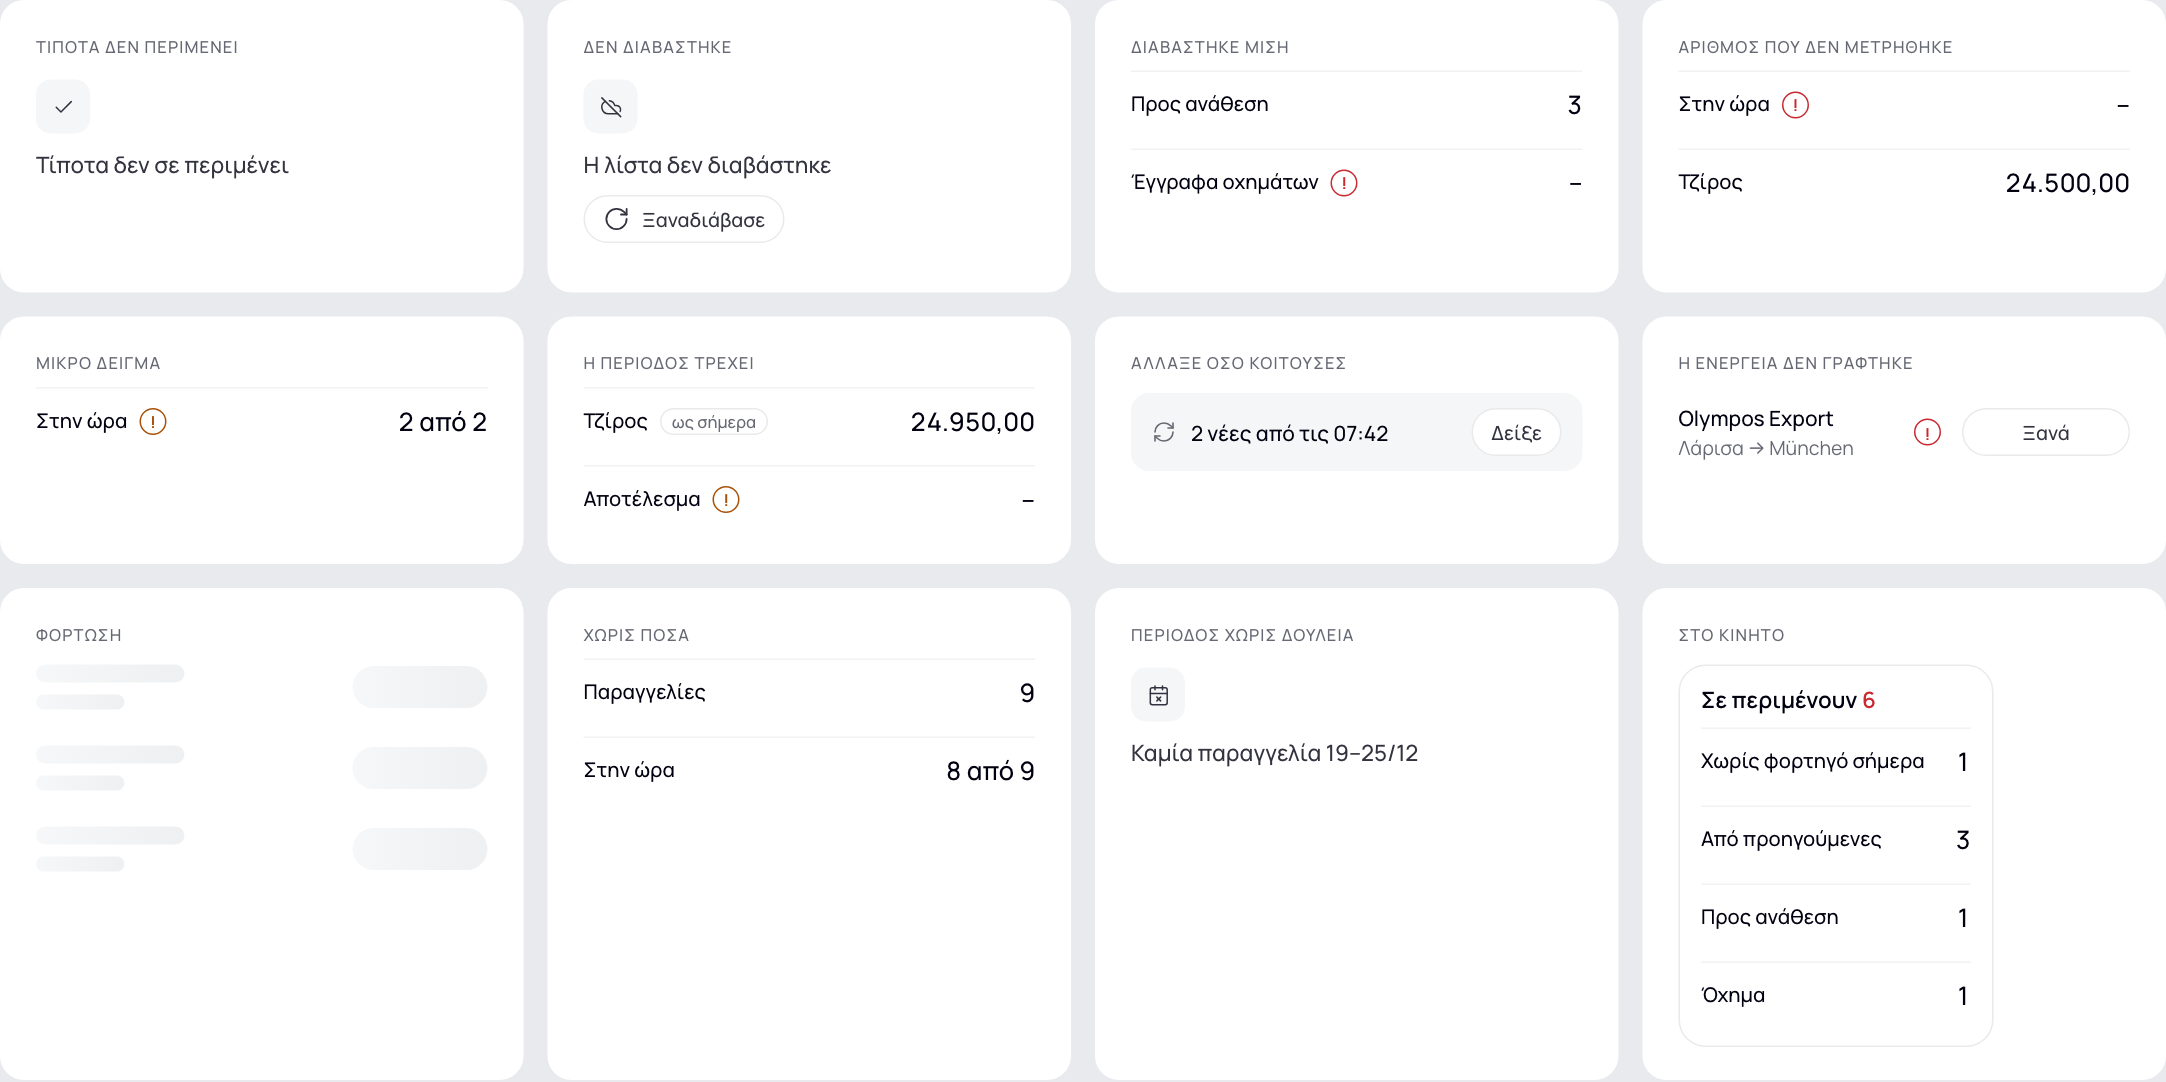 ΤΙΠΟΤΑ ΔΕΝ ΠΕΡΙΜΕΝΕΙ
Τίποτα δεν σε περιμένει
ΔΕΝ ΔΙΑΒΑΣΤΗΚΕ
Η λίστα δεν διαβάστηκε
Ξαναδιάβασε
ΔΙΑΒΑΣΤΗΚΕ ΜΙΣΗ
Προς ανάθεση 3
Έγγραφα οχημάτων ! –
ΑΡΙΘΜΟΣ ΠΟΥ ΔΕΝ ΜΕΤΡΗΘΗΚΕ
Στην ώρα ! –
Τζίρος 24.500,00
ΜΙΚΡΟ ΔΕΙΓΜΑ
Στην ώρα ! 2 από 2
Η ΠΕΡΙΟΔΟΣ ΤΡΕΧΕΙ
Τζίρος ως σήμερα 24.950,00
Αποτέλεσμα ! –
ΑΛΛΑΞΕ ΟΣΟ ΚΟΙΤΟΥΣΕΣ
2 νέες από τις 07:42 Δείξε
Η ΕΝΕΡΓΕΙΑ ΔΕΝ ΓΡΑΦΤΗΚΕ
Olympos Export
Λάρισα → München
! Ξανά
ΦΟΡΤΩΣΗ
ΧΩΡΙΣ ΠΟΣΑ
Παραγγελίες 9
Στην ώρα 8 από 9
ΠΕΡΙΟΔΟΣ ΧΩΡΙΣ ΔΟΥΛΕΙΑ
Καμία παραγγελία 19–25/12
ΣΤΟ ΚΙΝΗΤΟ
Σε περιμένουν 6
Χωρίς φορτηγό σήμερα 1
Από προηγούμενες 3
Προς ανάθεση 1
Όχημα 1